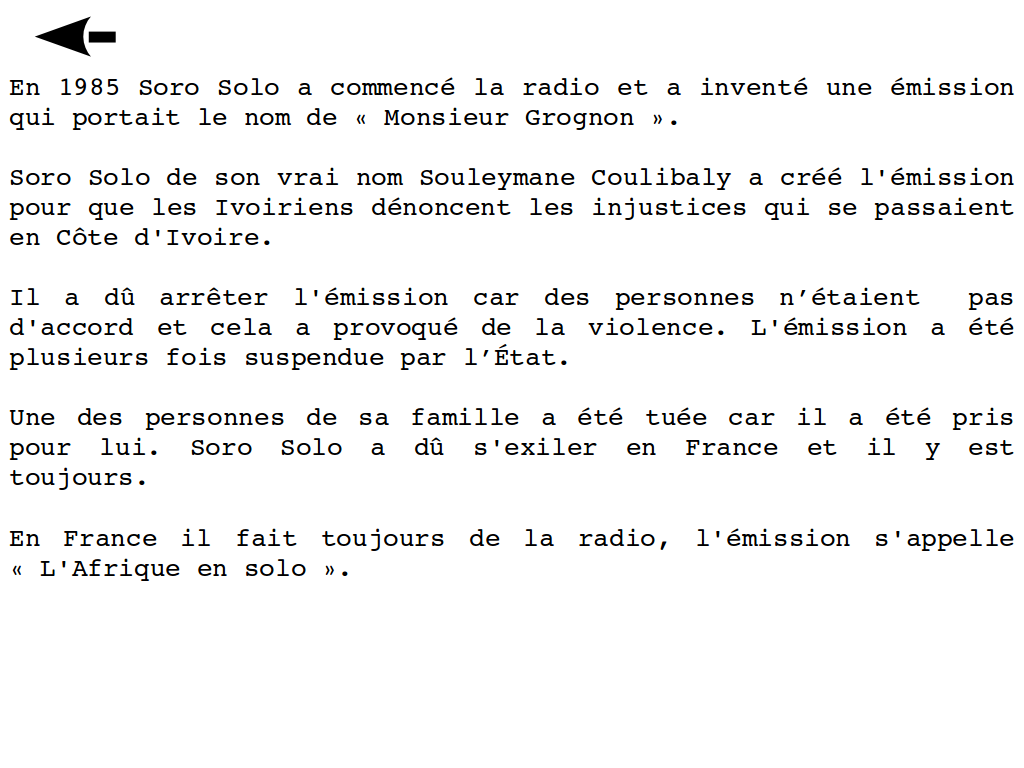 En 1985 Soro Solo a commencé la radio et a inventé une émission
qui portait le nom de « Monsieur Grognon ».
Soro Solo de son vrai nom Souleymane Coulibaly a créé l'émission
pour que les Ivoiriens dénoncent les injustices qui se passaient
en Côte d'Ivoire.
Il a dû arrêter l'émission car des personnes n’étaient  pas
d'accord et cela a provoqué de la violence. L'émission a été
plusieurs fois suspendue par l’État.
Une des personnes de sa famille a été tuée car il a été pris
pour lui. Soro Solo a dû s'exiler en France et il y est
toujours.
En France il fait toujours de la radio, l'émission s'appelle
« L'Afrique en solo ».